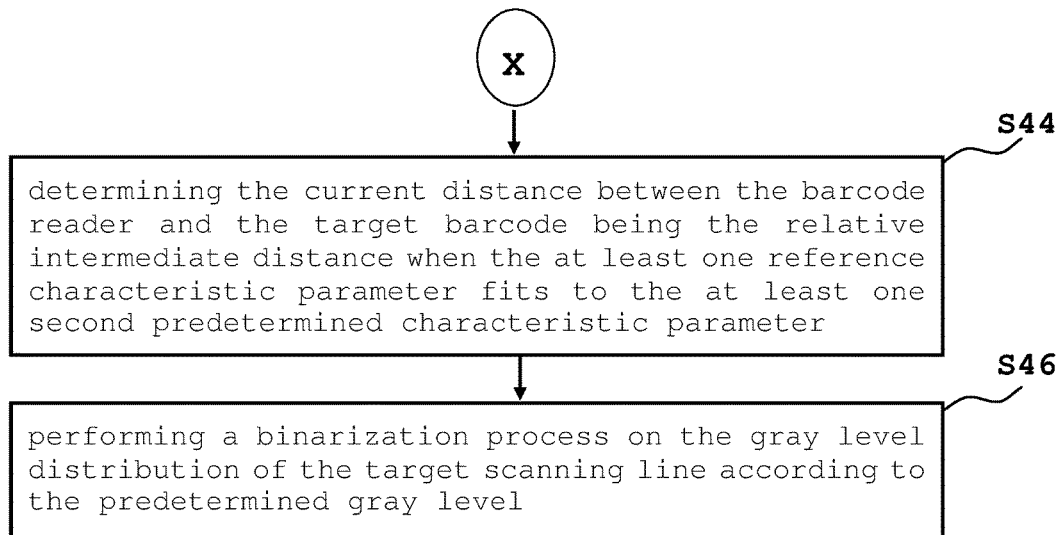 X
S44
determining the current distance between the barcode
reader and the target barcode being the relative
intermediate distance when the at least one reference
characteristic parameter fits to the at least one
second predetermined characteristic parameter
S46
performing a binarization process on the gray level
distribution of the target scanning line according to
the predetermined gray level